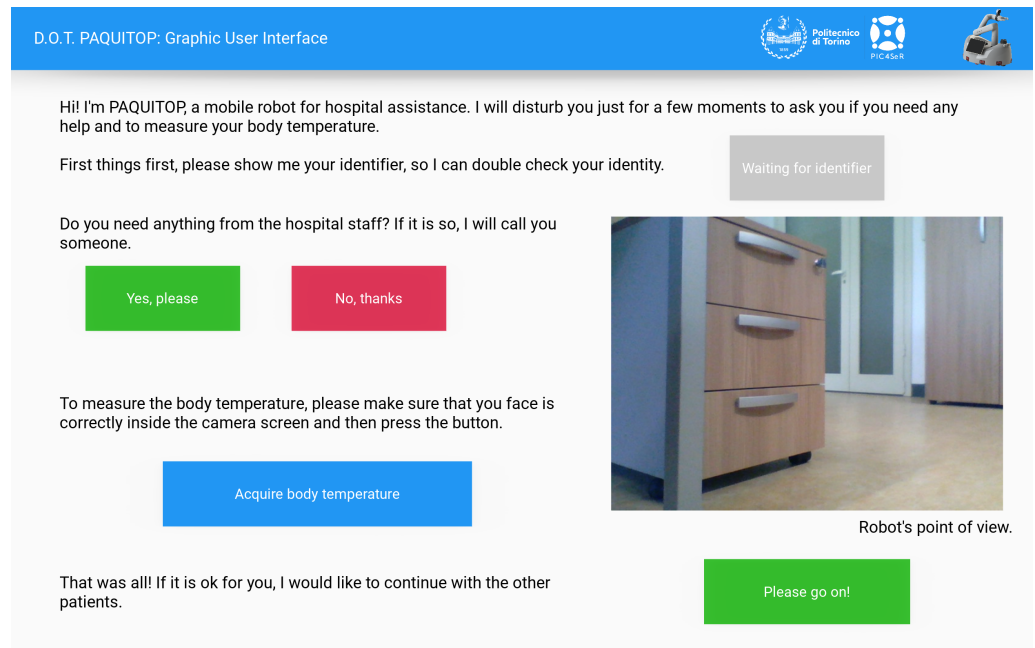 D.O.T. PAQUITOP: Graphic User Interface
Politecnico
di Torino
1859
PIC4SeR
Hi! I'm PAQUITOP, a mobile robot for hospital assistance. I will disturb you just for a few moments to ask you if you need any
help and to measure your body temperature.
First things first, please show me your identifier, so I can double check your identity.
Waiting for identifier
Do you need anything from the hospital staff? If it is so, I will call you
someone.
Yes, please
No, thanks
To measure the body temperature, please make sure that you face is
correctly inside the camera screen and then press the button.
Acquire body temperature
Robot's point of view.
That was all! If it is ok for you, I would like to continue with the other
patients.
Please go on!